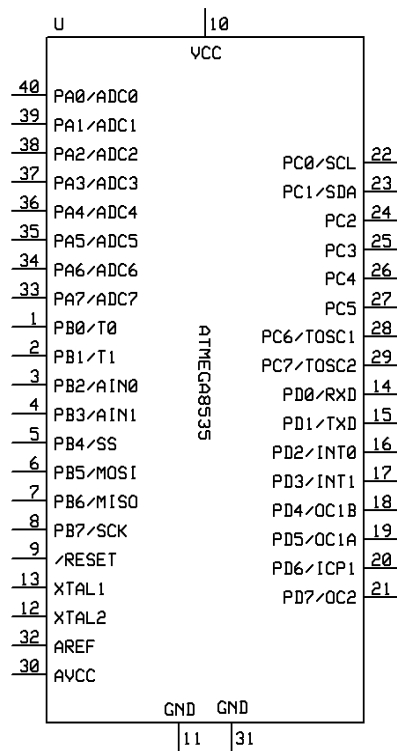 U
10
VCC
40 PA0/ADC0
39 PA1/ADC1
38 PA2/ADC2
37 PA3/ADC3
36 PA4/ADC4
35 PA5/ADC5
34 PA6/ADC6
33 PA7/ADC7
1 PB0/T0
2 PB1/T1
3 PB2/AIN0
4 PB3/AIN1
5 PB4/SS
6 PB5/MOSI
7 PB6/MISO
8 PB7/SCK
9 /RESET
13 XTAL1
12 XTAL2
32 AREF
30 AVCC
ATMEGA8535
PC0/SCL 22
PC1/SDA 23
PC2 24
PC3 25
PC4 26
PC5 27
PC6/TOSC1 28
PC7/TOSC2 29
PD0/RXD 14
PD1/TXD 15
PD2/INT0 16
PD3/INT1 17
PD4/OC1B 18
PD5/OC1A 19
PD6/ICP1 20
PD7/OC2 21
GND GND
11 31